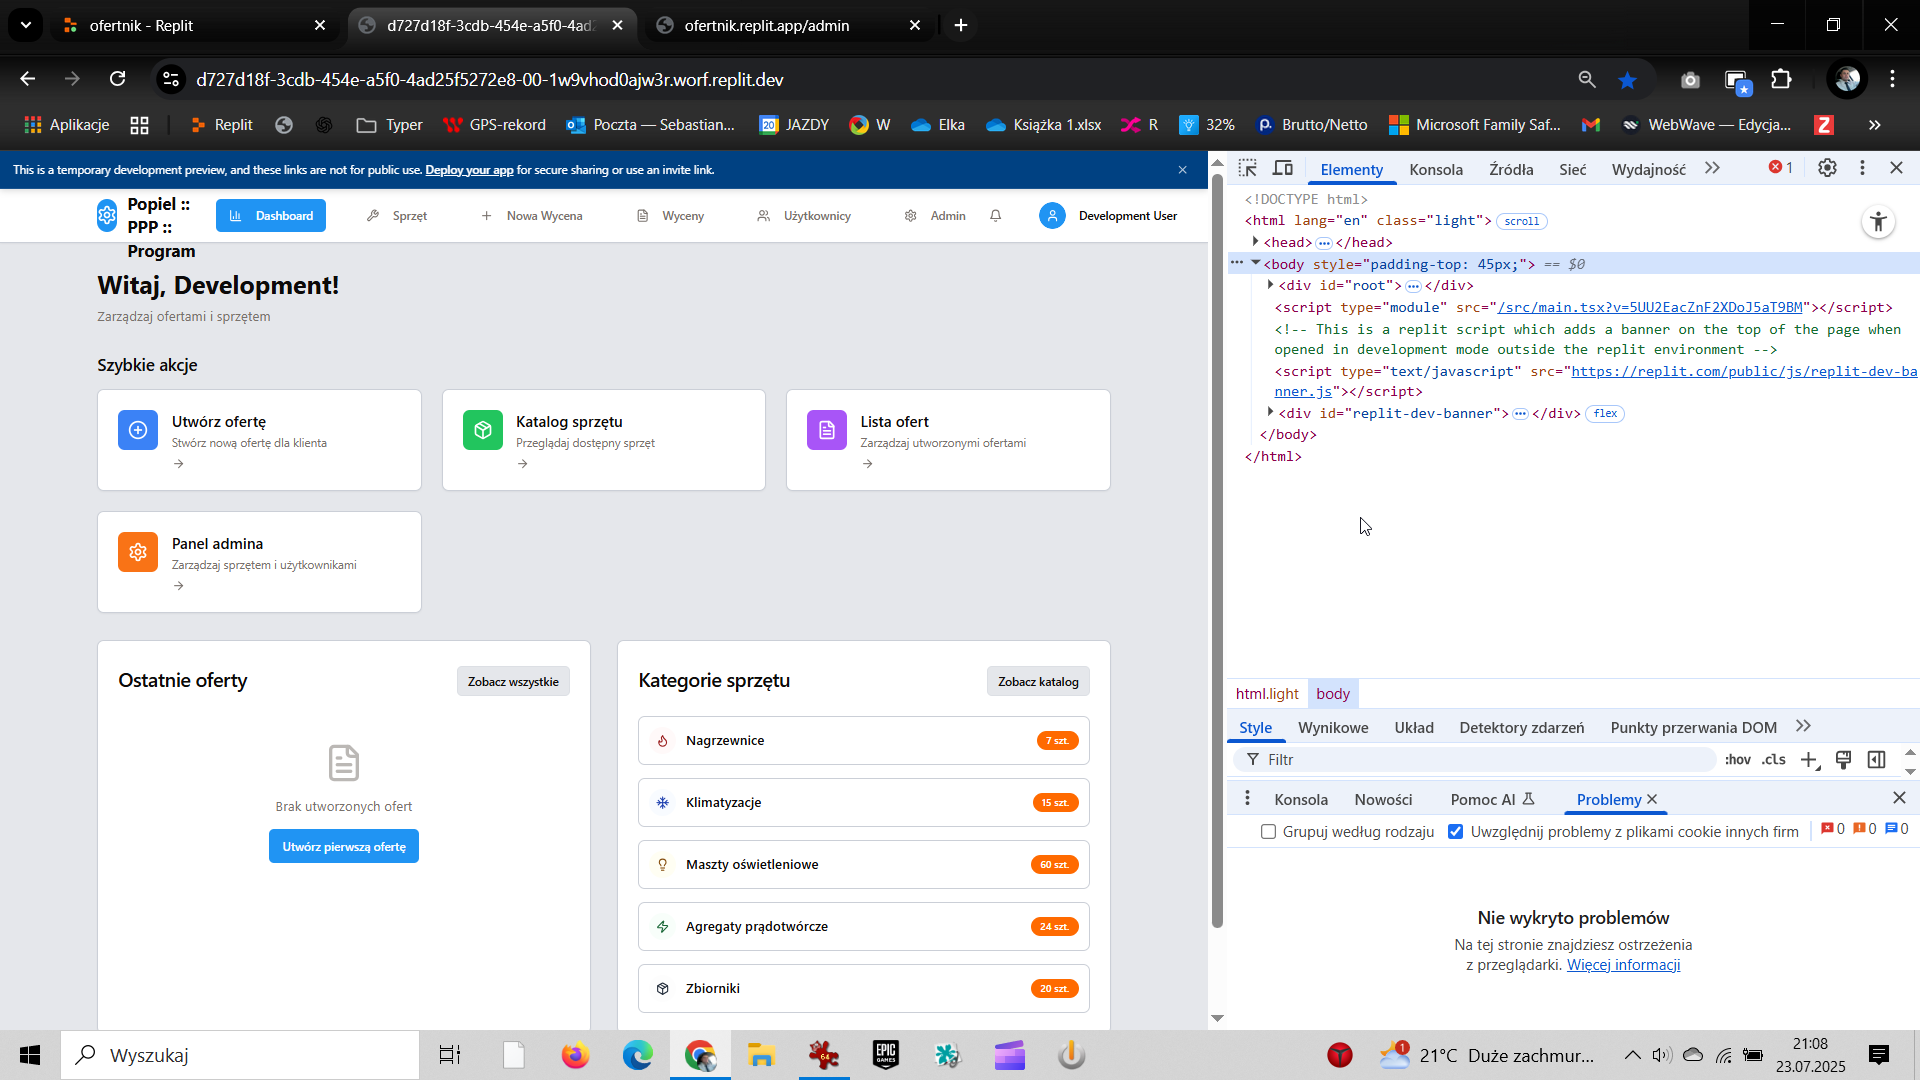 ofertnik - Replit
d727d18f-3cdb-454e-a5f0-4ad2
ofertnik.replit.app/admin
d727d18f-3cdb-454e-a5f0-4ad25f5272e8-00-1w9vhod0ajw3r.worf.replit.dev
Aplikacje
Replit
Typer
GPS-rekord
Poczta — Sebastian...
20 JAZDY
W
Elka
Książka 1.xlsx
R
32%
Brutto/Netto
Microsoft Family Saf...
WebWave — Edycja...
Z
»
This is a temporary development preview, and these links are not for public use. Deploy your app for secure sharing or use an invite link.
Popiel ::
PPP ::
Program
Dashboard
Sprzęt
Nowa Wycena
Wyceny
Użytkownicy
Admin
Development User
Witaj, Development!
Zarządzaj ofertami i sprzętem
Szybkie akcje
Utwórz ofertę
Stwórz nową ofertę dla klienta
Katalog sprzętu
Przeglądaj dostępny sprzęt
Lista ofert
Zarządzaj utworzonymi ofertami
Panel admina
Zarządzaj sprzętem i użytkownikami
Ostatnie oferty
Zobacz wszystkie
Brak utworzonych ofert
Utwórz pierwszą ofertę
Kategorie sprzętu
Zobacz katalog
Nagrzewnice
7 szt.
Klimatyzacje
15 szt.
Maszty oświetleniowe
60 szt.
Agregaty prądotwórcze
24 szt.
Zbiorniki
20 szt.
Elementy
Konsola
Źródła
Sieć
Wydajność
1
<!DOCTYPE html>
<html lang="en" class="light"> scroll
<head> ... </head>
... <body style="padding-top: 45px;"> == $0
<div id="root"> ... </div>
<script type="module" src="/src/main.tsx?v=5UU2EacZnF2XDoJ5aT9BM"></script>
<!-- This is a replit script which adds a banner on the top of the page when
opened in development mode outside the replit environment -->
<script type="text/javascript" src="https://replit.com/public/js/replit-dev-ba
nner.js"></script>
<div id="replit-dev-banner"> ... </div> flex
</body>
</html>
html.light
body
Style
Wynikowe
Układ
Detektory zdarzeń
Punkty przerwania DOM
Filtr
:hov
.cls
Konsola
Nowości
Pomoc AI
Problemy
Grupuj według rodzaju
Uwzględnij problemy z plikami cookie innych firm
0
0
0
Nie wykryto problemów
Na tej stronie znajdziesz ostrzeżenia
z przeglądarki. Więcej informacji
Wyszukaj
64
EPIC
GAMES
1
21°C Duże zachmur...
21:08
23.07.2025